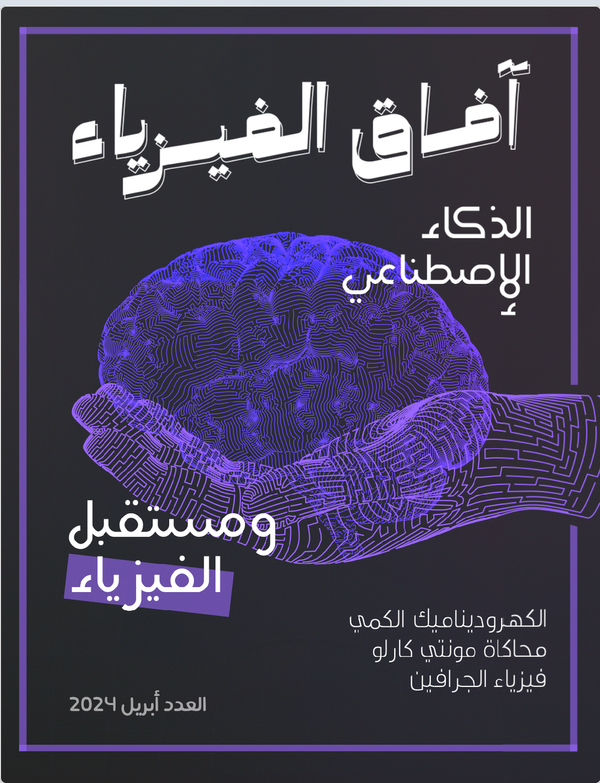 آفاق الفيزياء
الذكاء
الإصطناعي
ومستقبل
الفيزياء
الكهروديناميك الكمي
محاكاة مونتي كارلو
فيزياء الجرافين
العدد أبريل 2024